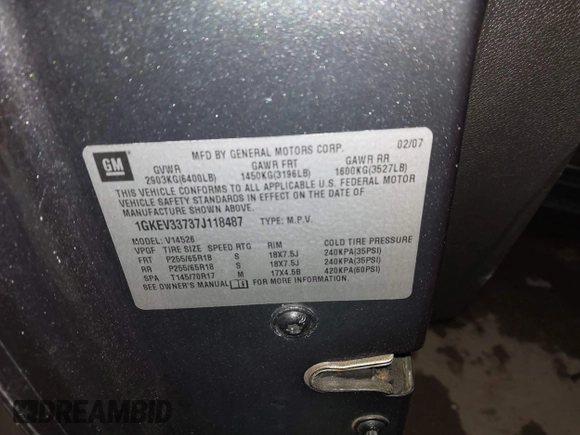 GM
MFD BY GENERAL MOTORS CORP.
02/07
GVWR GAWR FRT GAWR RR
2903KG(6400LB) 1450KG(3196LB) 1600KG(3527LB)
THIS VEHICLE CONFORMS TO ALL APPLICABLE U.S. FEDERAL MOTOR
VEHICLE SAFETY STANDARDS IN EFFECT ON THE DATE OF
MANUFACTURE SHOWN ABOVE.
1GKEV33737J118487 TYPE: M.P.V.
MODEL: V14526
VPGF TIRE SIZE SPEED RTG RIM COLD TIRE PRESSURE
FRT P255/65R18 S 18X7.5J 240KPA(35PSI)
RR P255/65R18 S 18X7.5J 240KPA(35PSI)
SPA T145/70R17 M 17X4.5B 420KPA(60PSI)
SEE OWNER'S MANUAL FOR MORE INFORMATION
DREAMBID